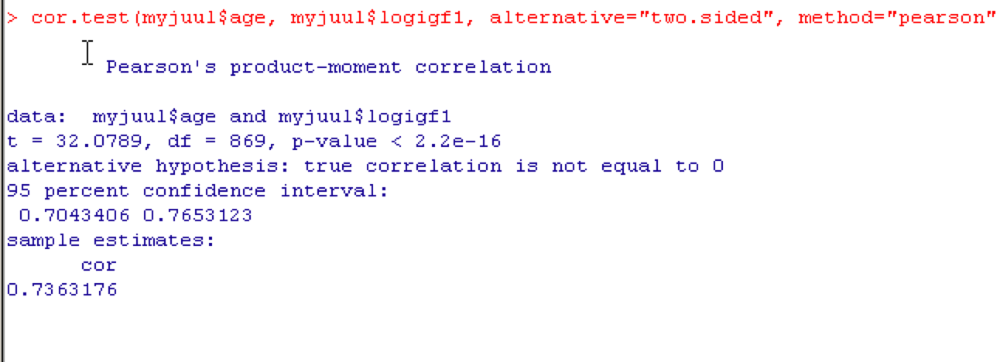 > cor.test(myjuul$age, myjuul$logigf1, alternative="two.sided", method="pearson"
Pearson's product-moment correlation
data:  myjuul$age and myjuul$logigf1
t = 32.0789, df = 869, p-value < 2.2e-16
alternative hypothesis: true correlation is not equal to 0
95 percent confidence interval:
 0.7043406 0.7653123
sample estimates:
      cor
0.7363176